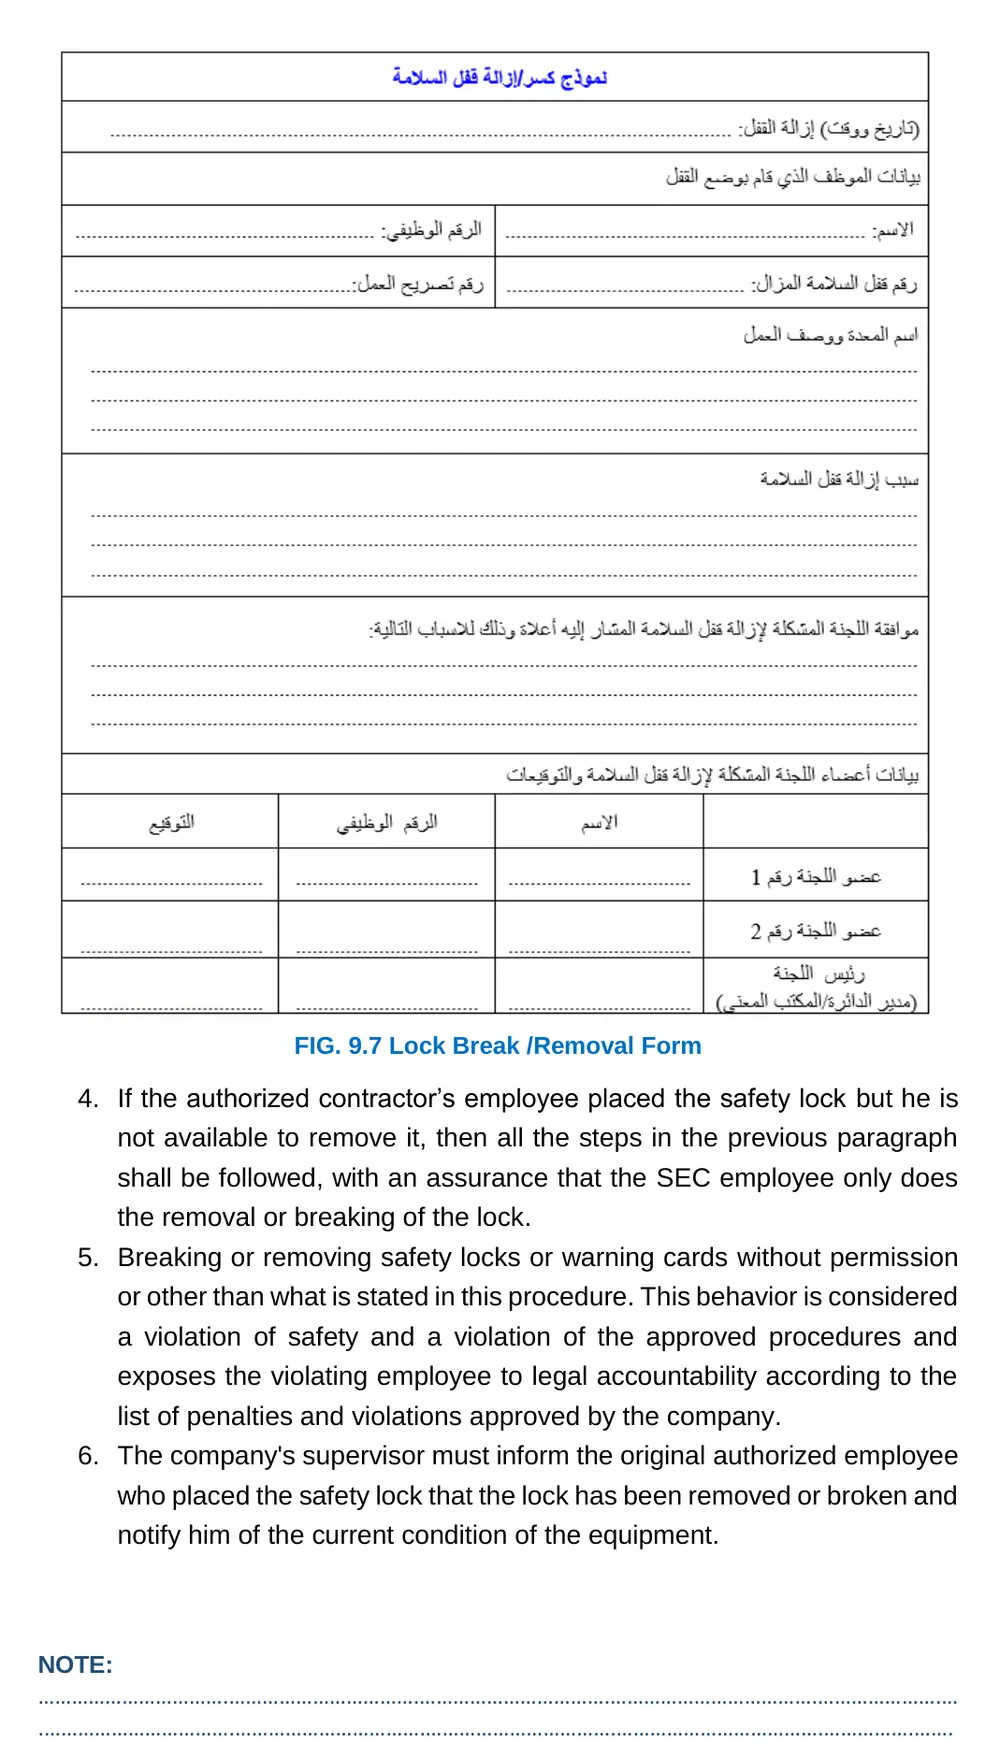 نموذج كسر/إزالة قفل السلامة
(تاريخ ووقت) إزالة القفل: ........................................
بيانات الموظف الذي قام بوضع القفل
الاسم: ........................................ الرقم الوظيفي: ........................................
رقم قفل السلامة المزال: ........................................ رقم تصريح العمل: ........................................
اسم المعدة ووصف العمل
........................................
........................................
........................................
سبب إزالة قفل السلامة
........................................
........................................
........................................
موافقة اللجنة المشكلة لإزالة قفل السلامة المشار إليه أعلاة وذلك للاسباب التالية:
........................................
........................................
........................................
بيانات أعضاء اللجنة المشكلة لإزالة قفل السلامة والتوقيعات
الاسم الرقم الوظيفي التوقيع
عضو اللجنة رقم 1 .................... .................... ....................
عضو اللجنة رقم 2 .................... .................... ....................
رئيس اللجنة
(مدير الدائرة/المكتب المعني) .................... .................... ....................
FIG. 9.7 Lock Break /Removal Form
4. If the authorized contractor’s employee placed the safety lock but he is
not available to remove it, then all the steps in the previous paragraph
shall be followed, with an assurance that the SEC employee only does
the removal or breaking of the lock.
5. Breaking or removing safety locks or warning cards without permission
or other than what is stated in this procedure. This behavior is considered
a violation of safety and a violation of the approved procedures and
exposes the violating employee to legal accountability according to the
list of penalties and violations approved by the company.
6. The company's supervisor must inform the original authorized employee
who placed the safety lock that the lock has been removed or broken and
notify him of the current condition of the equipment.
NOTE:
........................................
........................................